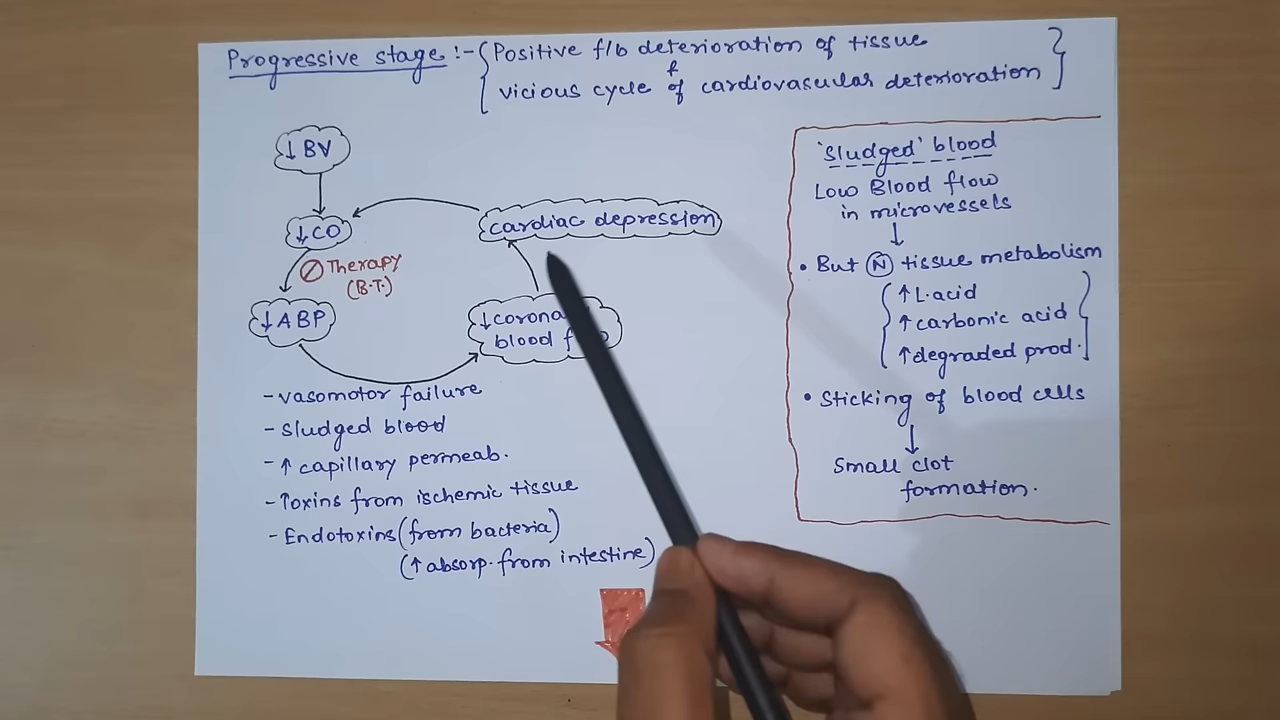 Progressive stage :- { Positive f/b deterioration of tissue
&
vicious cycle of cardiovascular deterioration }
↓BV
↓CO
⊘ Therapy
(B.T.)
↓ABP
cardiac depression
↓corona
blood f
- vasomotor failure
- sludged blood
- ↑ capillary permeab.
- Toxins from ischemic tissue
- Endotoxins (from bacteria)
(↑ absorp. from intestine)
'sludged' blood
Low Blood flow
in microvessels
↓
• But Ⓝ tissue metabolism
↑ L. acid
↑ carbonic acid
↑ degraded prod.
• Sticking of blood cells
↓
Small clot
formation.